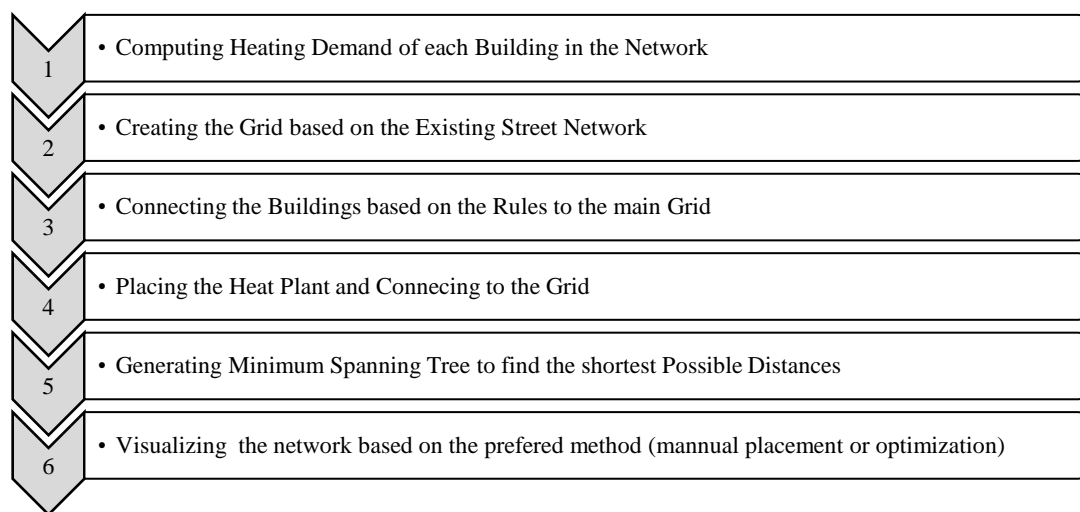 1
• Computing Heating Demand of each Building in the Network
2
• Creating the Grid based on the Existing Street Network
3
• Connecting the Buildings based on the Rules to the main Grid
4
• Placing the Heat Plant and Connecing to the Grid
5
• Generating Minimum Spanning Tree to find the shortest Possible Distances
6
• Visualizing  the network based on the prefered method (mannual placement or optimization)